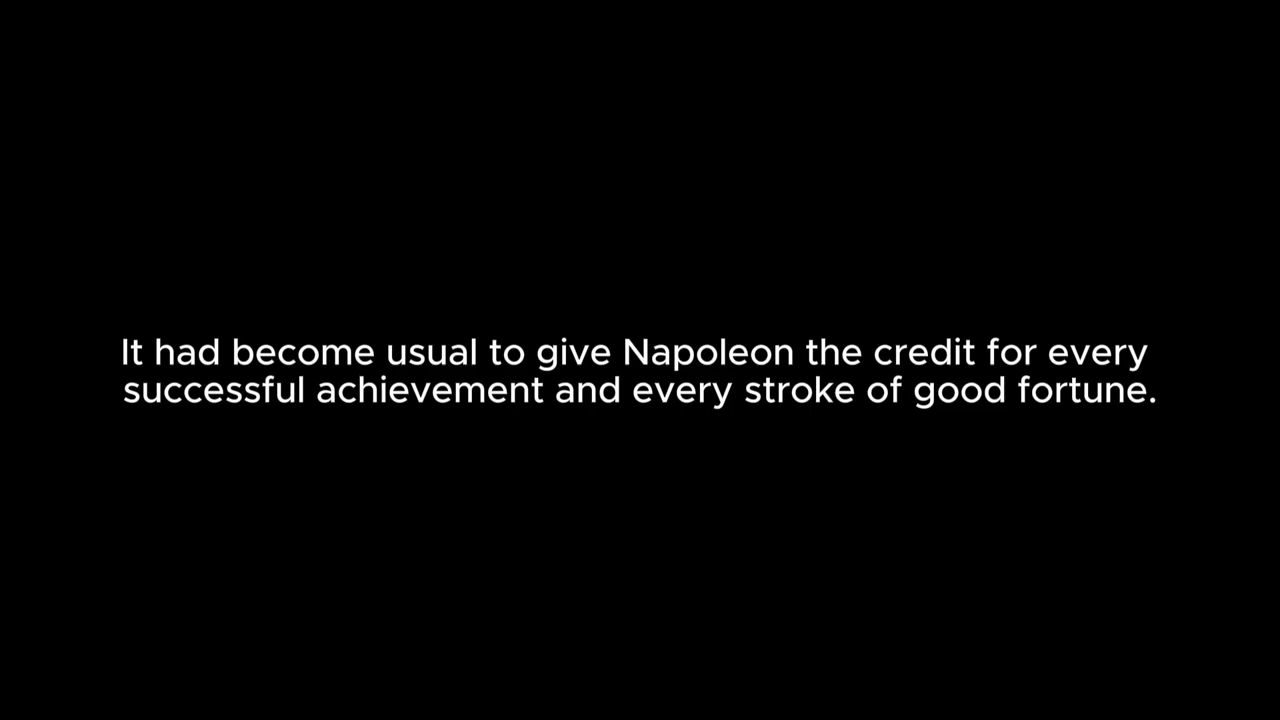 It had become usual to give Napoleon the credit for every
successful achievement and every stroke of good fortune.